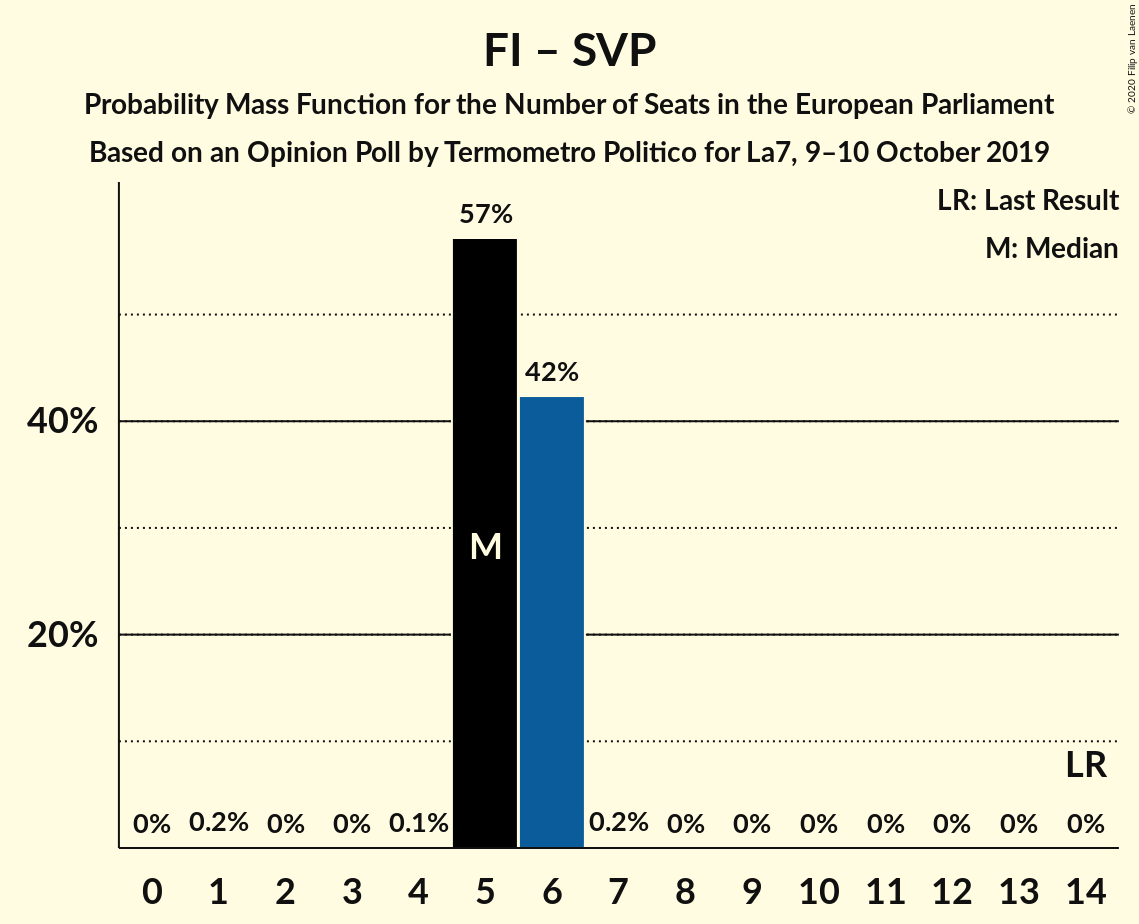 FI – SVP
Probability Mass Function for the Number of Seats in the European Parliament
Based on an Opinion Poll by Termometro Politico for La7, 9–10 October 2019
© 2020 Filip van Laenen
LR: Last Result
M: Median
57%
42%
40%
20%
M
LR
0% 0.2% 0% 0% 0.1% 0.2% 0% 0% 0% 0% 0% 0% 0%
0 1 2 3 4 5 6 7 8 9 10 11 12 13 14